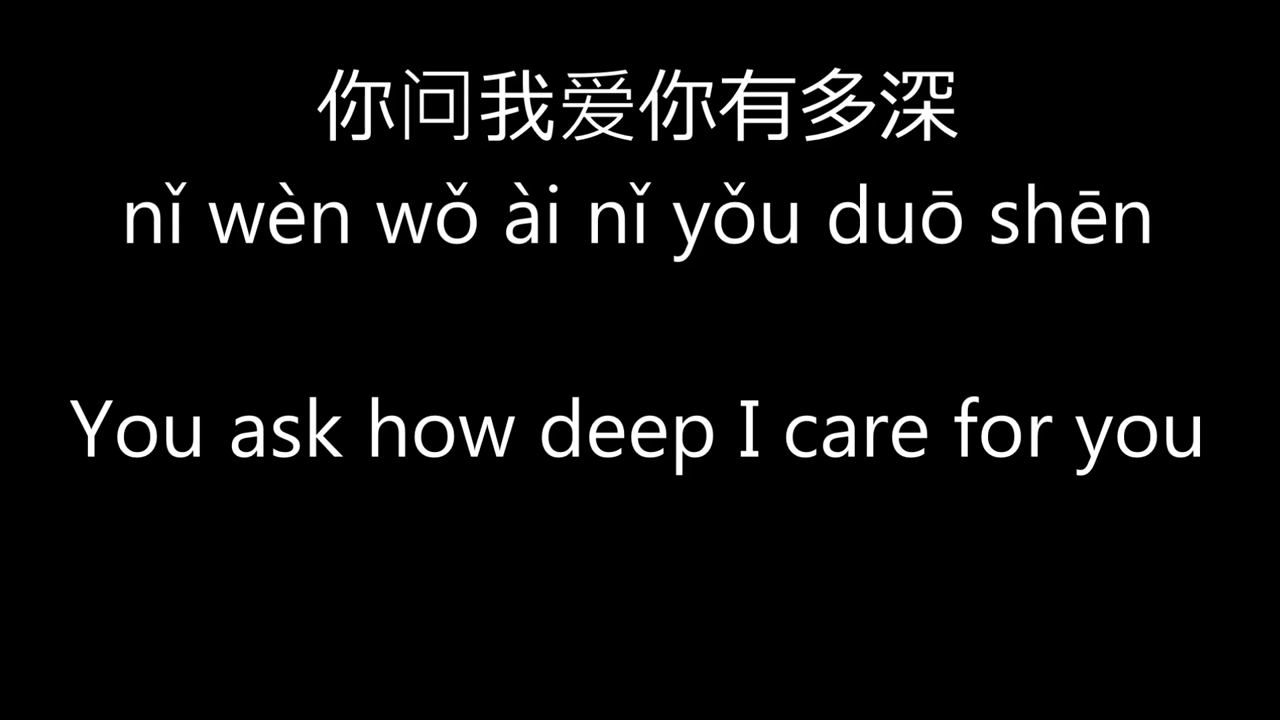 你问我爱你有多深
nǐ wèn wǒ ài nǐ yǒu duō shēn
You ask how deep I care for you